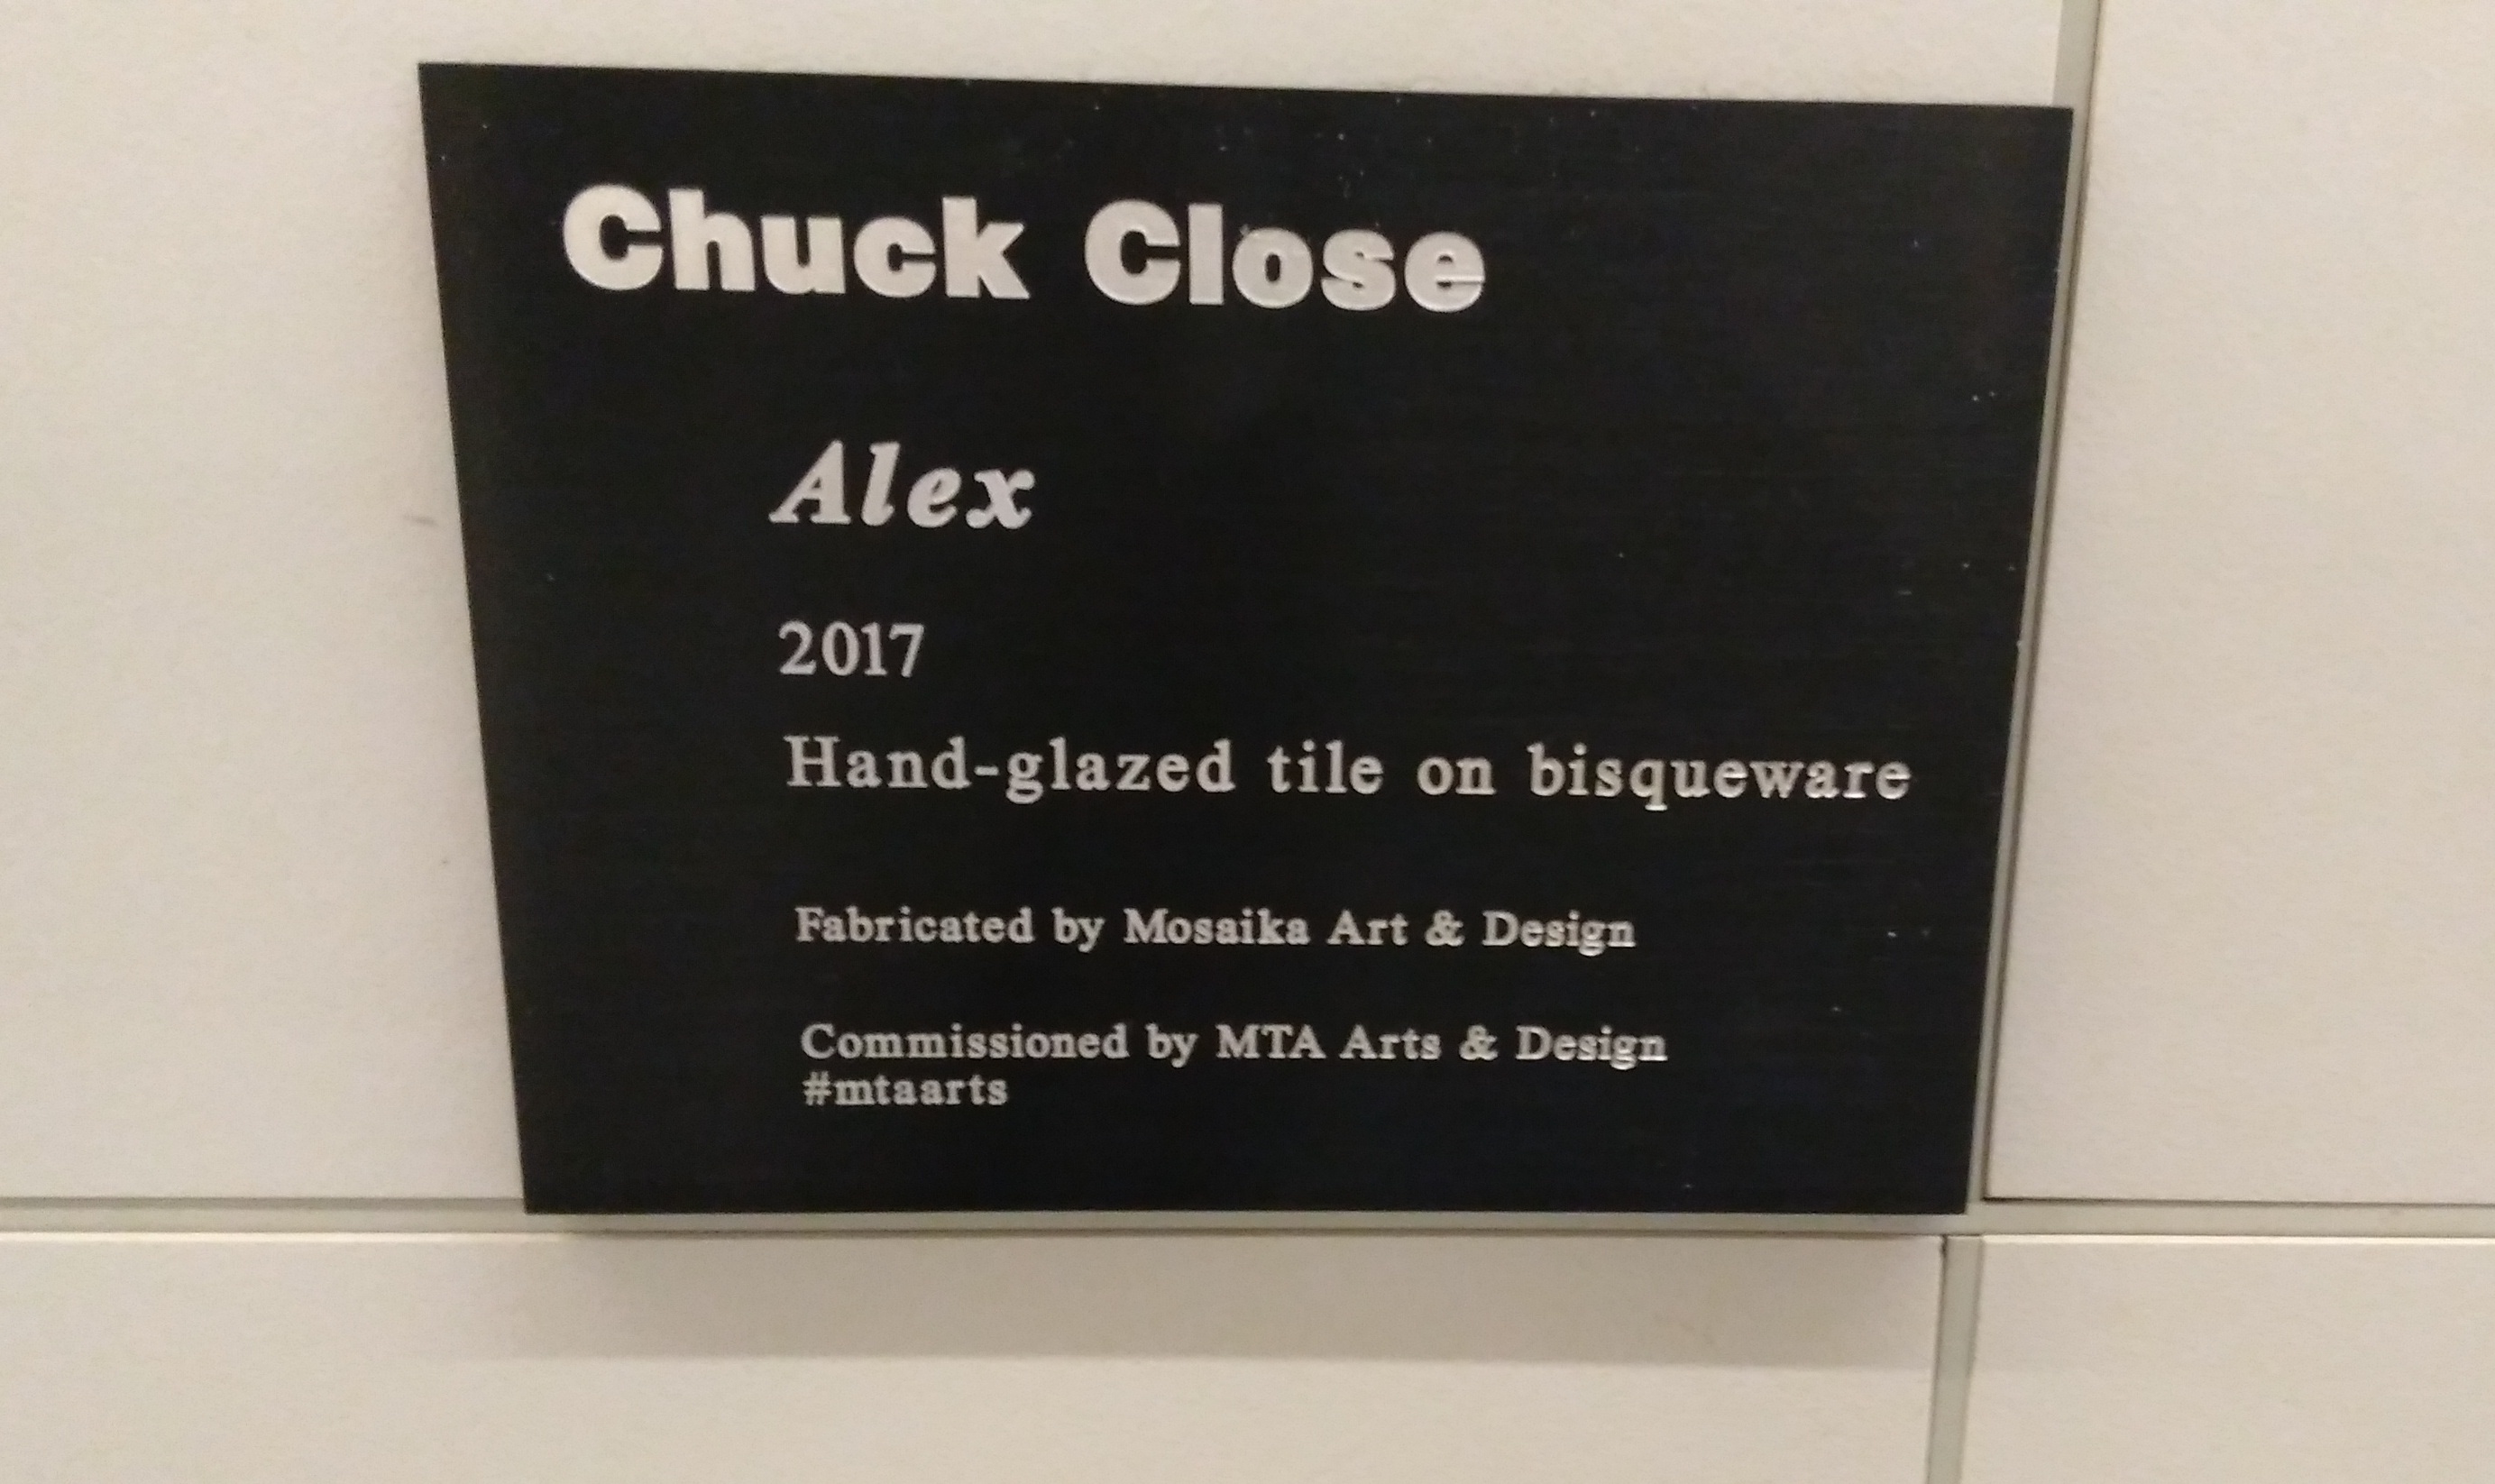 Chuck Close
Alex
2017
Hand-glazed tile on bisqueware
Fabricated by Mosaika Art & Design
Commissioned by MTA Arts & Design
#mtaarts